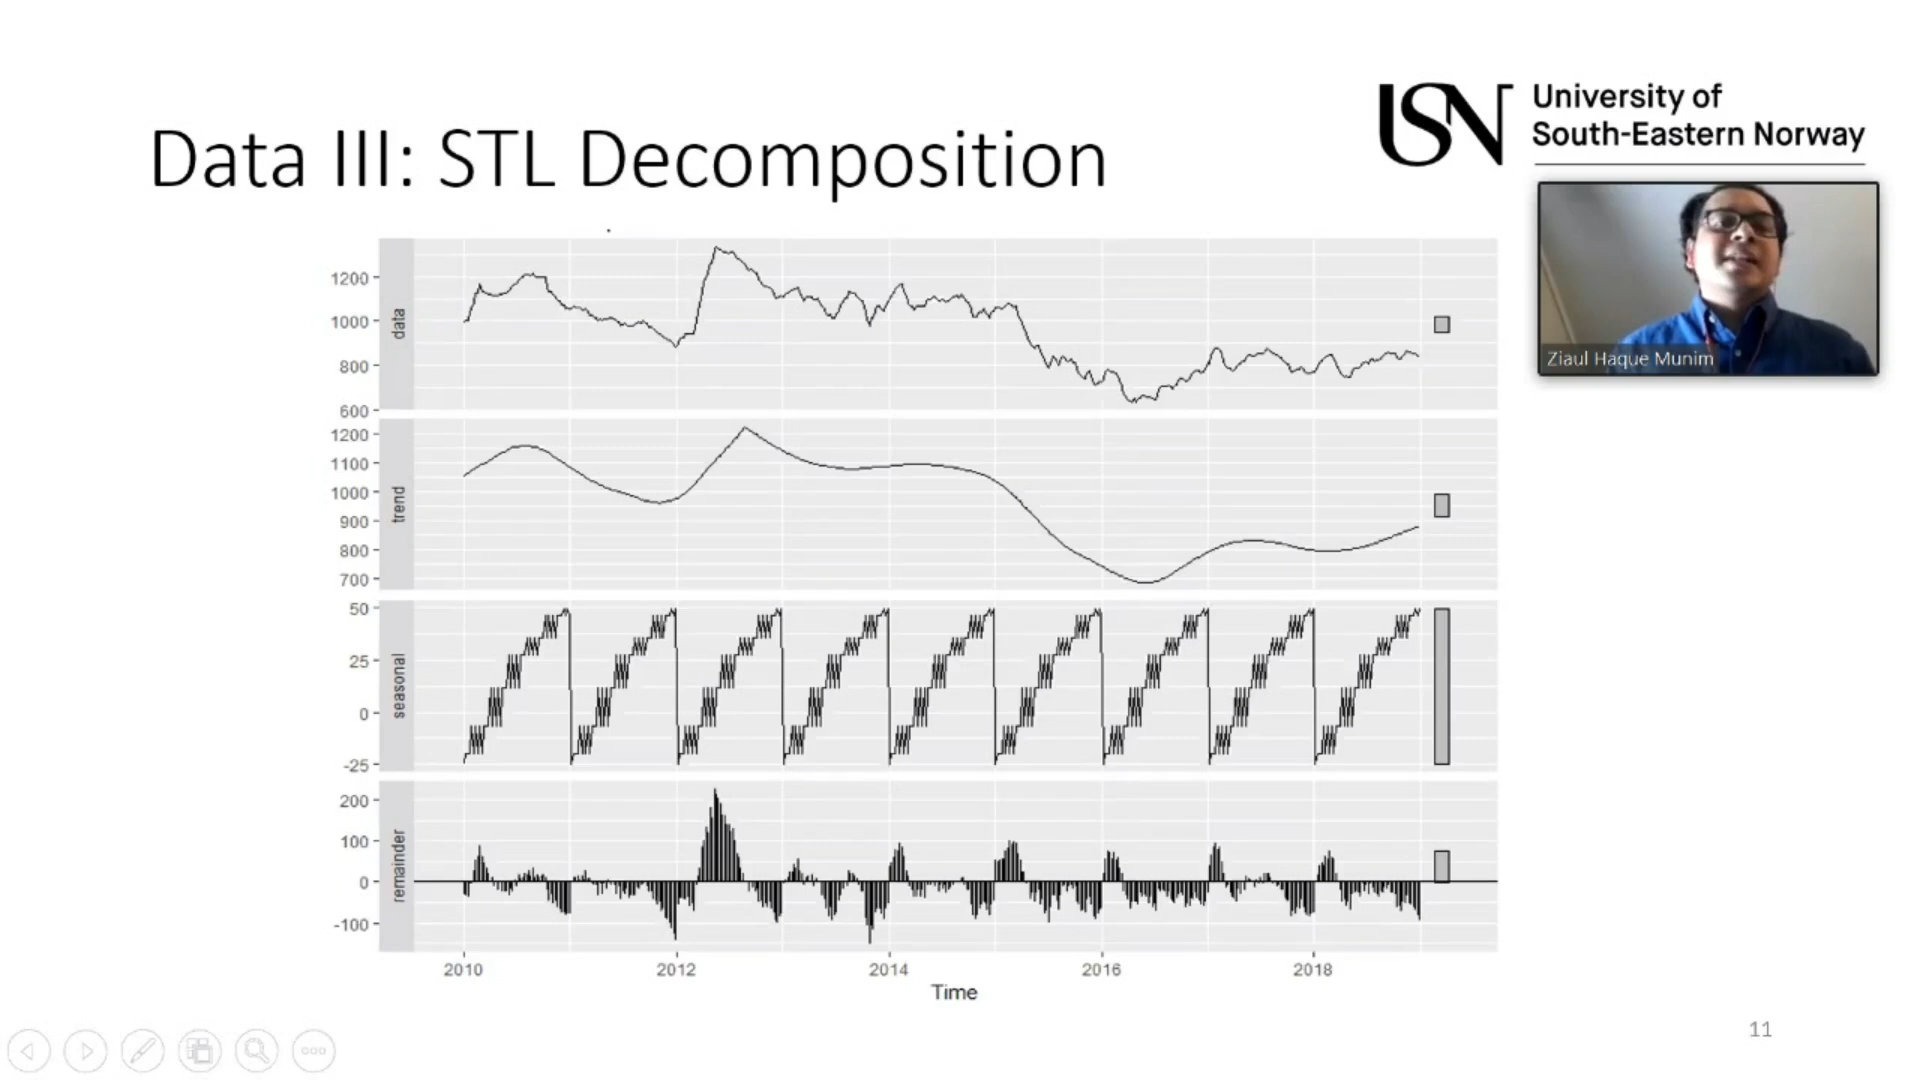 USN
University of
South-Eastern Norway
Data III: STL Decomposition
Ziaul Haque Munim
1200
1000
800
600
data
1200
1100
1000
900
800
700
trend
50
25
0
-25
seasonal
200
100
0
-100
remainder
2010 2012 2014 2016 2018
Time
11